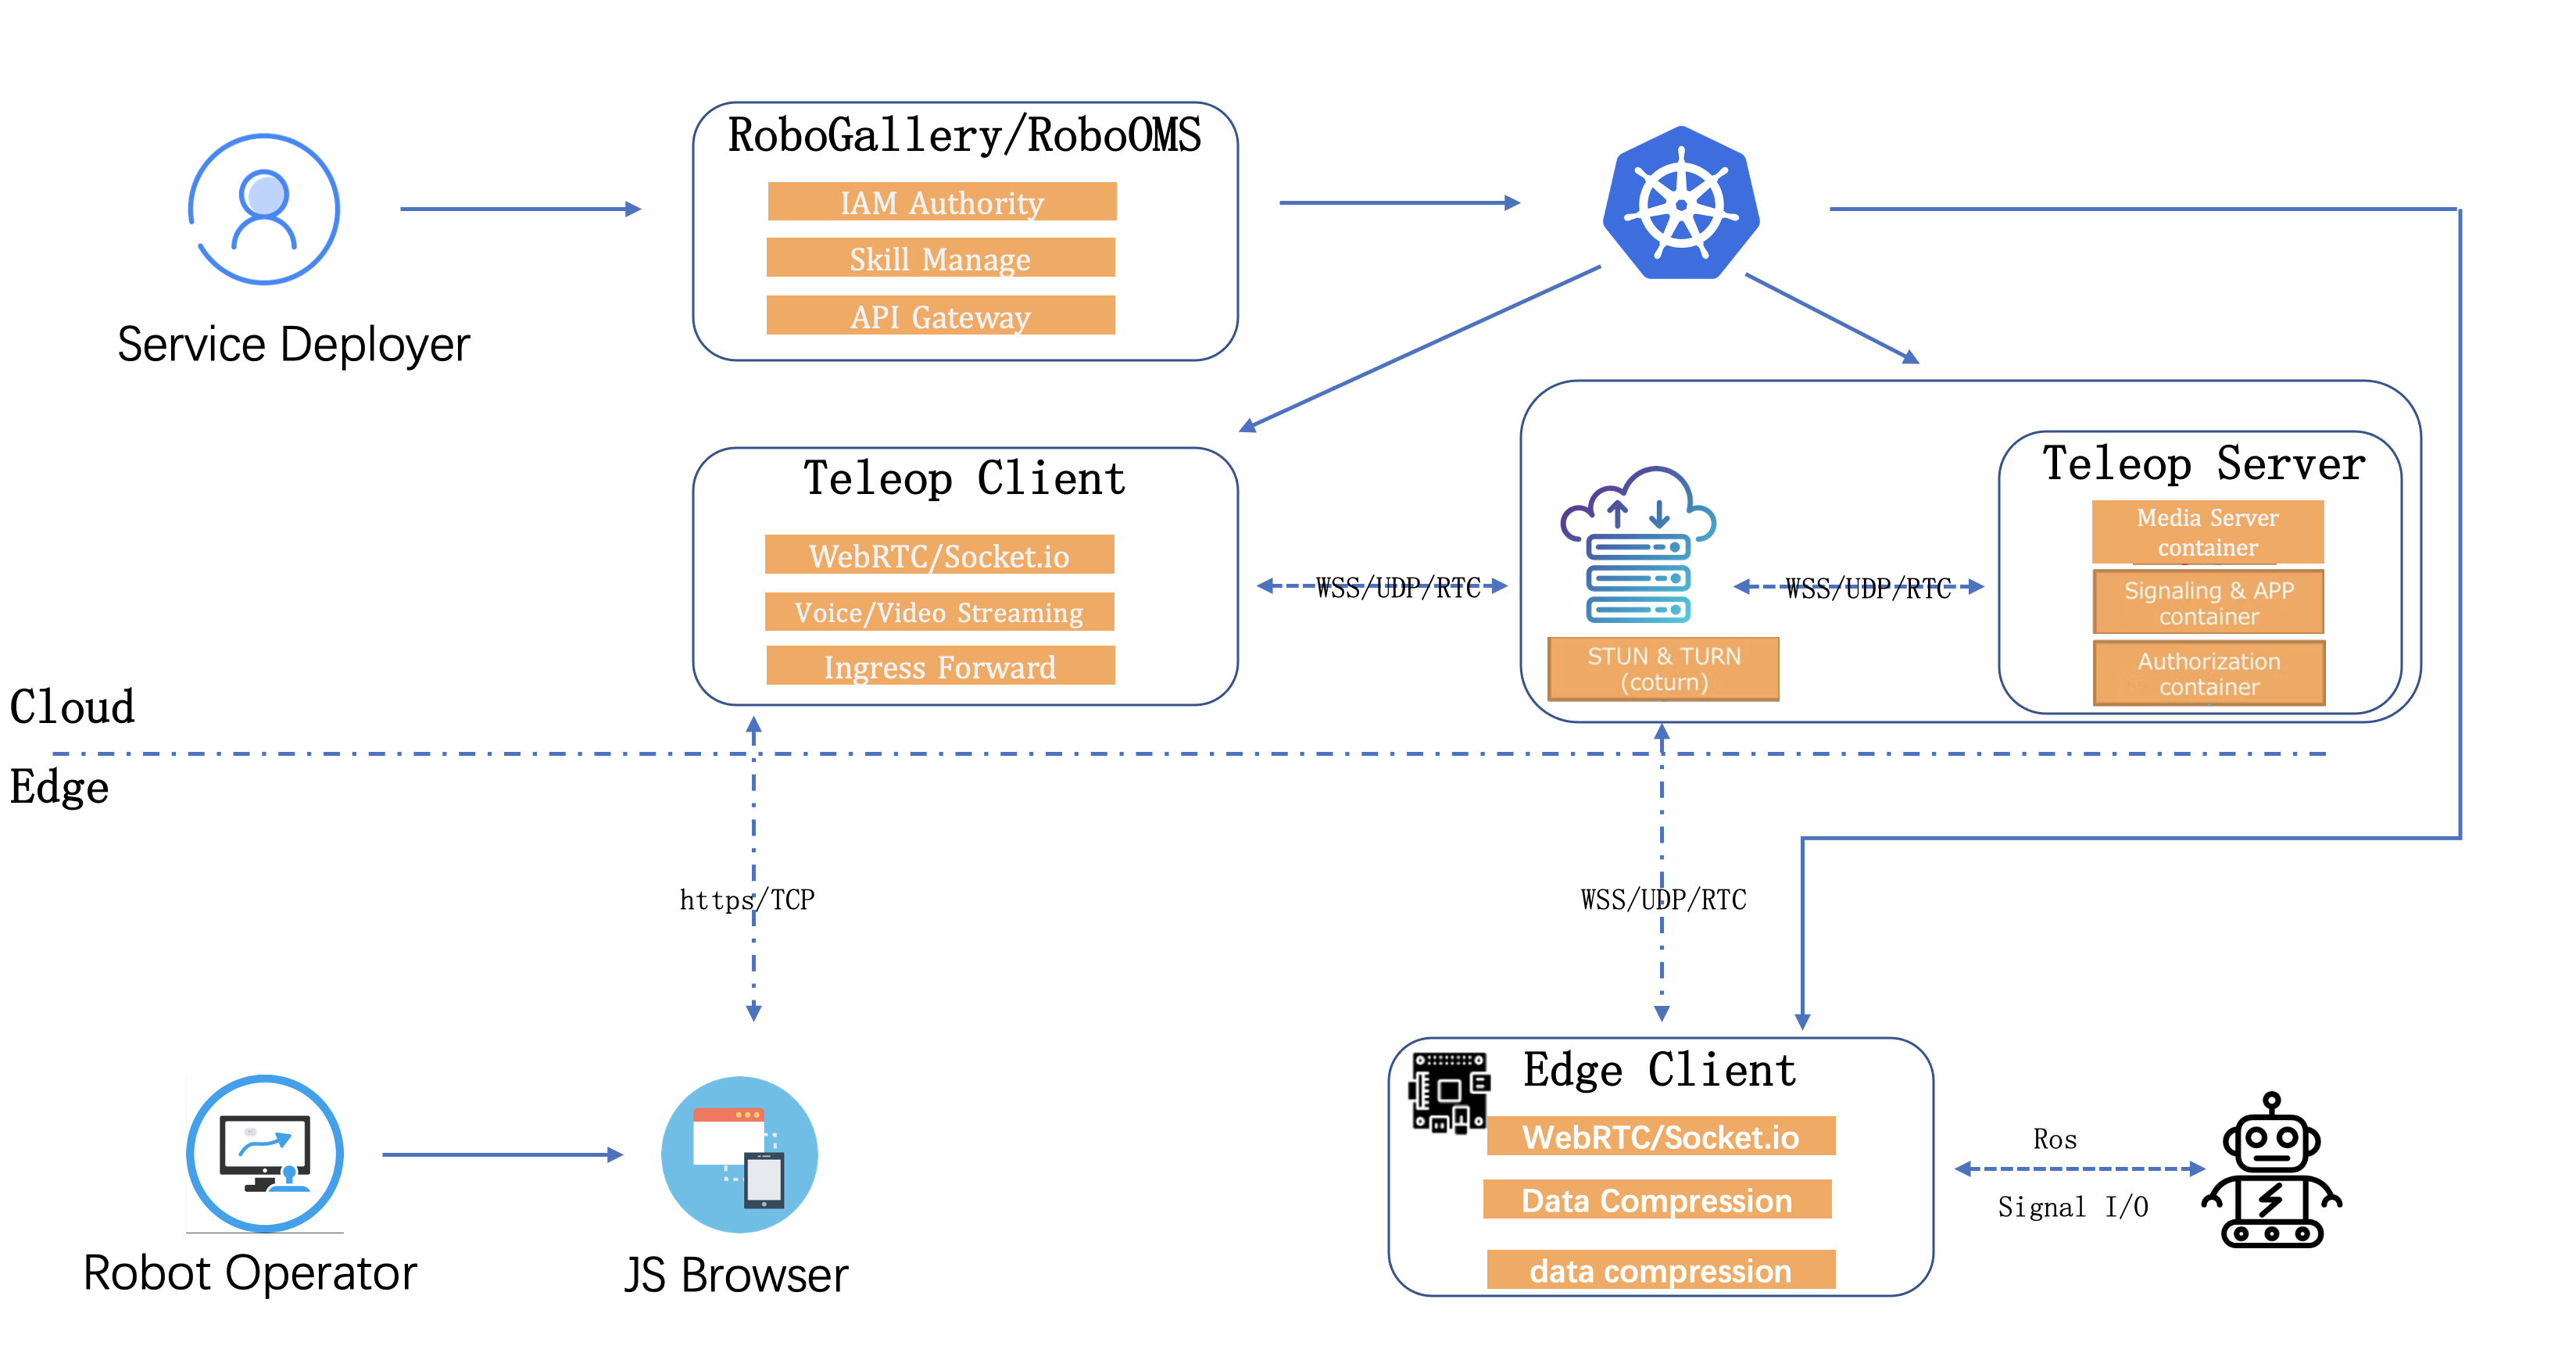 RoboGallery/RoboOMS
IAM Authority
Skill Manage
API Gateway
Service Deployer
Teleop Client
WebRTC/Socket.io
Voice/Video Streaming
Ingress Forward
WSS/UDP/RTC
STUN & TURN
(coturn)
WSS/UDP/RTC
Teleop Server
Media Server
container
Signaling & APP
container
Authorization
container
Cloud
Edge
https/TCP
WSS/UDP/RTC
Edge Client
WebRTC/Socket.io
Data Compression
data compression
Ros
Signal I/O
Robot Operator
JS Browser